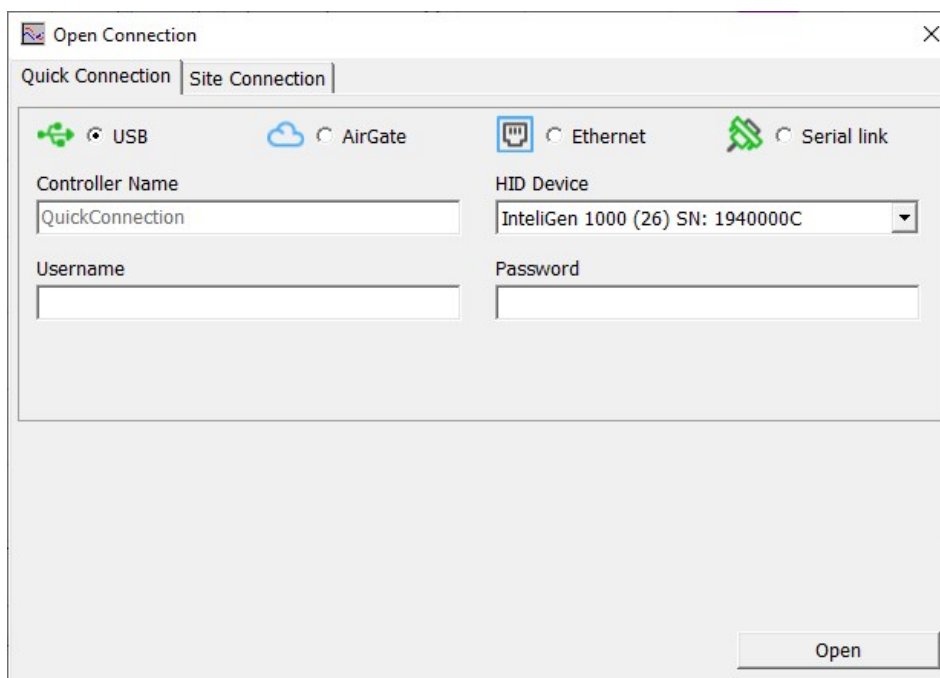 Open Connection
Quick Connection Site Connection
USB AirGate Ethernet Serial link
Controller Name HID Device
QuickConnection InteliGen 1000 (26) SN: 1940000C
Username Password
Open